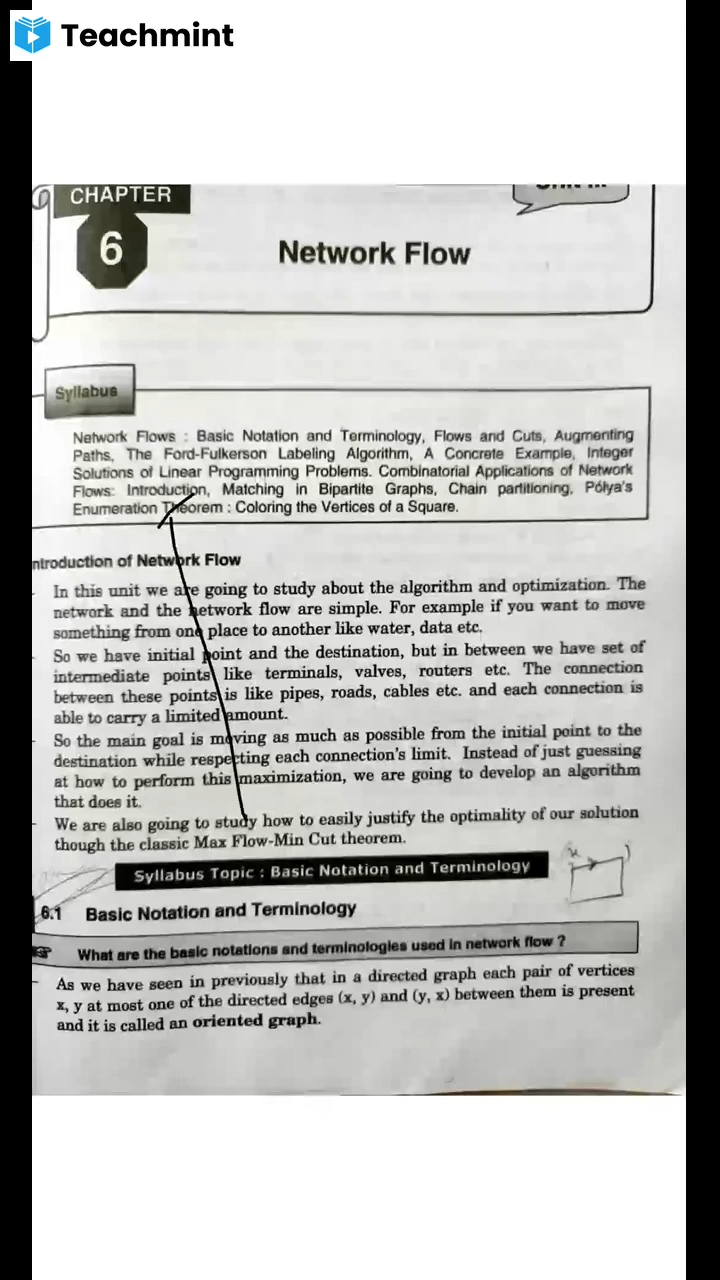 Teachmint
CHAPTER
6
Network Flow
Syllabus
Network Flows : Basic Notation and Terminology, Flows and Cuts, Augmenting
Paths, The Ford-Fulkerson Labeling Algorithm, A Concrete Example, Integer
Solutions of Linear Programming Problems. Combinatorial Applications of Network
Flows: Introduction, Matching in Bipartite Graphs, Chain partitioning, Pólya's
Enumeration Theorem : Coloring the Vertices of a Square.
ntroduction of Network Flow
In this unit we are going to study about the algorithm and optimization. The
network and the network flow are simple. For example if you want to move
something from one place to another like water, data etc.
So we have initial point and the destination, but in between we have set of
intermediate points like terminals, valves, routers etc. The connection
between these points is like pipes, roads, cables etc. and each connection is
able to carry a limited amount.
So the main goal is moving as much as possible from the initial point to the
destination while respecting each connection's limit. Instead of just guessing
at how to perform this maximization, we are going to develop an algorithm
that does it.
We are also going to study how to easily justify the optimality of our solution
though the classic Max Flow-Min Cut theorem.
Syllabus Topic : Basic Notation and Terminology
6.1 Basic Notation and Terminology
What are the basic notations and terminologies used in network flow ?
As we have seen in previously that in a directed graph each pair of vertices
x, y at most one of the directed edges (x, y) and (y, x) between them is present
and it is called an oriented graph.